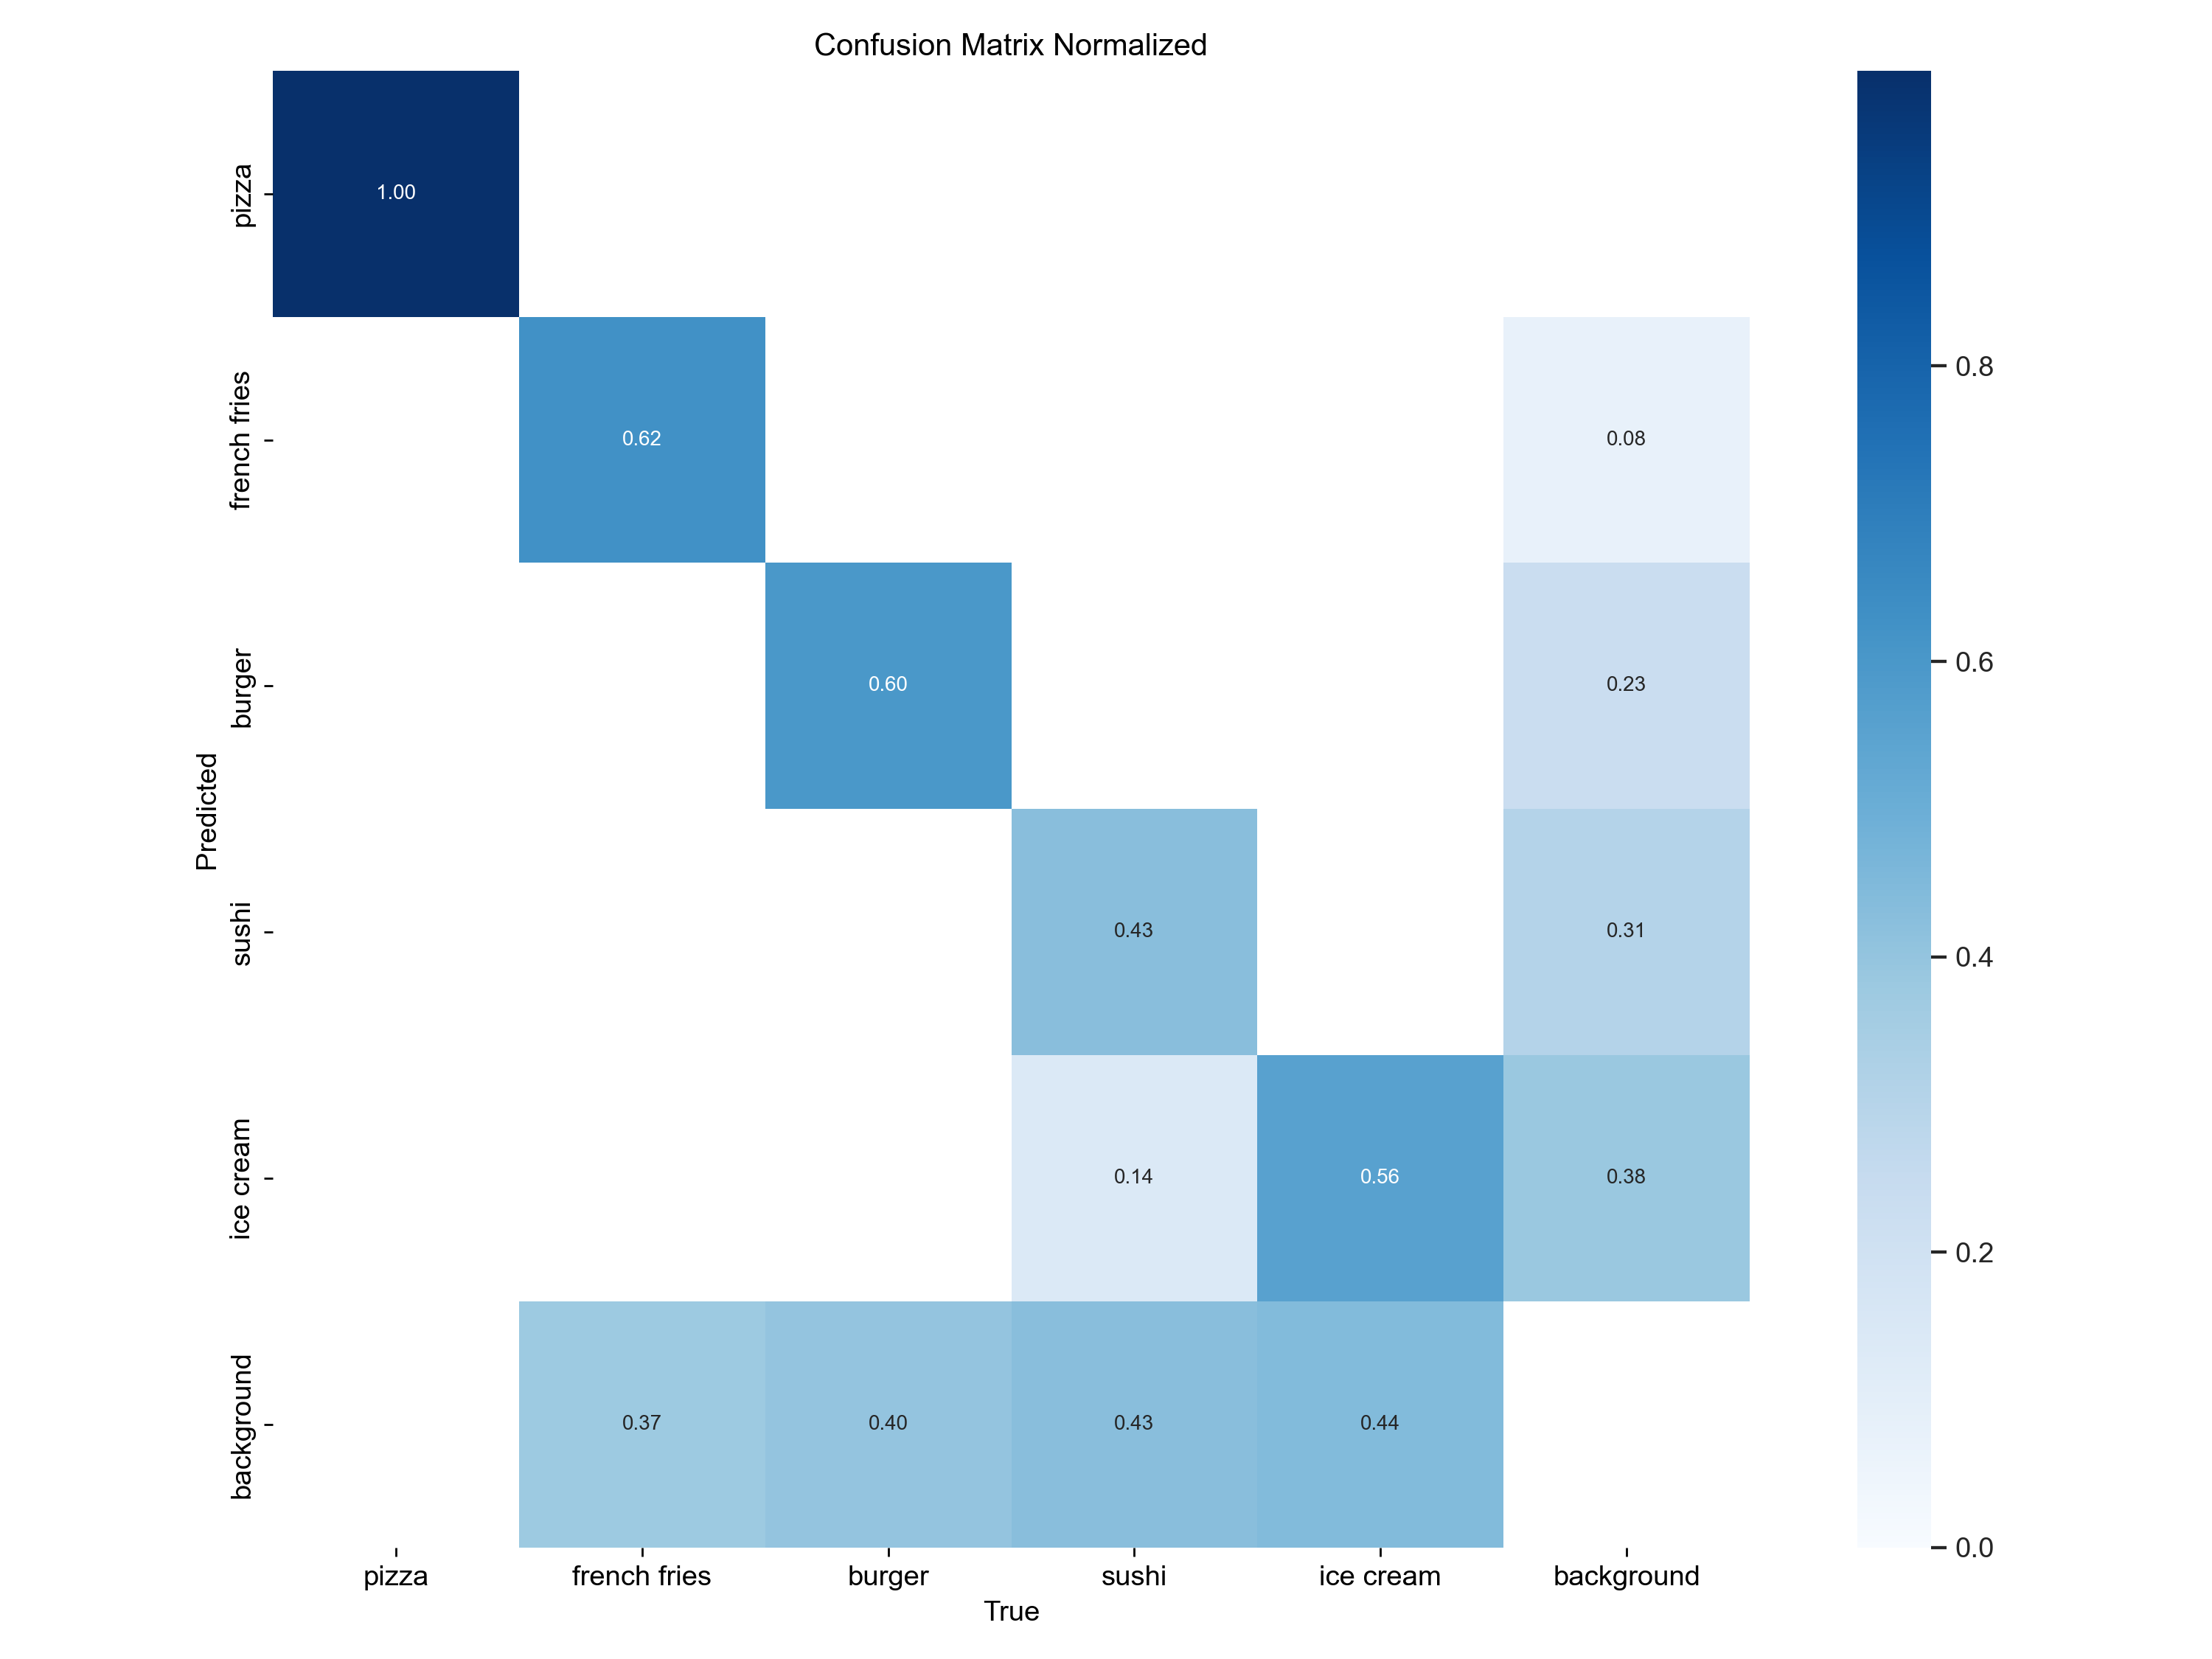 Confusion Matrix Normalized
pizza
1.00
french fries
0.62
0.08
0.8
burger
0.60
0.23
0.6
Predicted
sushi
0.43
0.31
0.4
ice cream
0.14
0.56
0.38
0.2
background
0.37
0.40
0.43
0.44
0.0
pizza
french fries
burger
sushi
ice cream
background
True